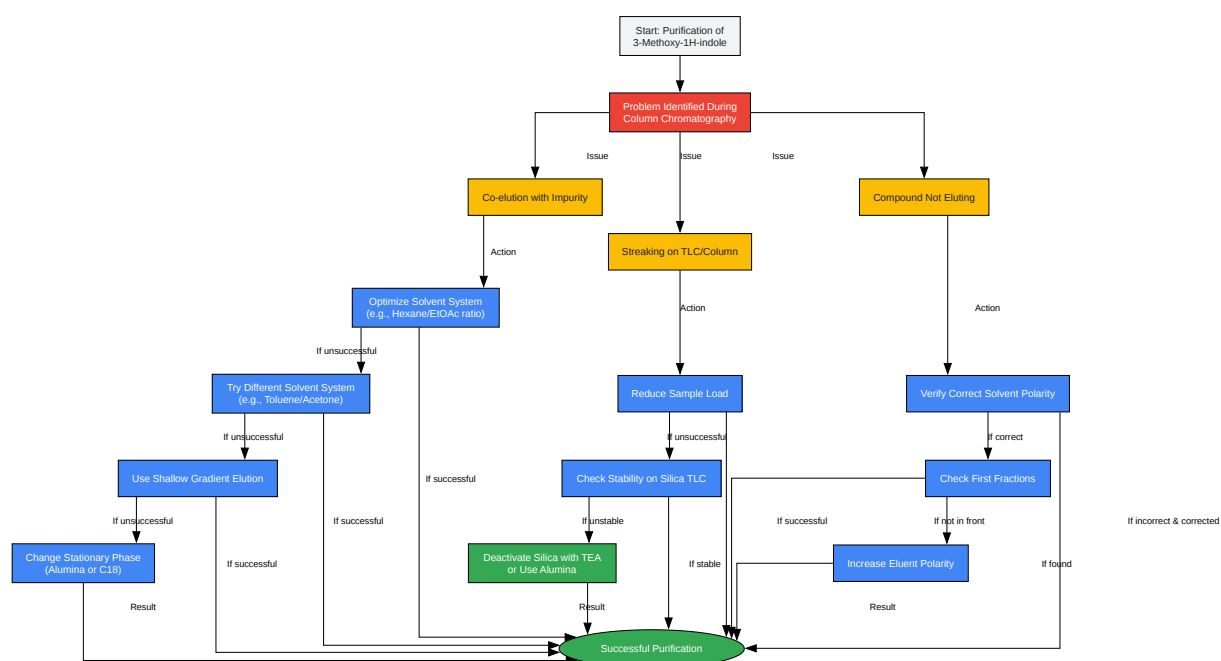 Start: Purification of
3-Methoxy-1H-indole
Problem Identified During
Column Chromatography
Issue
Issue
Issue
Co-elution with Impurity
Compound Not Eluting
Streaking on TLC/Column
Action
Action
Action
Optimize Solvent System
(e.g., Hexane/EtOAc ratio)
If unsuccessful
Try Different Solvent System
(e.g., Toluene/Acetone)
Reduce Sample Load
Verify Correct Solvent Polarity
If unsuccessful
If unsuccessful
If correct
Use Shallow Gradient Elution
If successful
Check Stability on Silica TLC
Check First Fractions
If unsuccessful
If successful
If unstable
If successful
If not in front
If incorrect & corrected
Change Stationary Phase
(Alumina or C18)
If successful
Deactivate Silica with TEA
or Use Alumina
If stable
Increase Eluent Polarity
If found
Result
Result
Result
Successful Purification